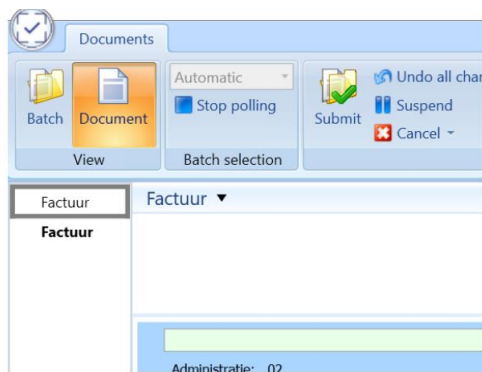 Documents
Automatic
Undo all
Batch
Document
Stop polling
Submit
Suspend
Cancel
View
Batch selection
Factuur
Factuur
Factuur
Administratie: 02